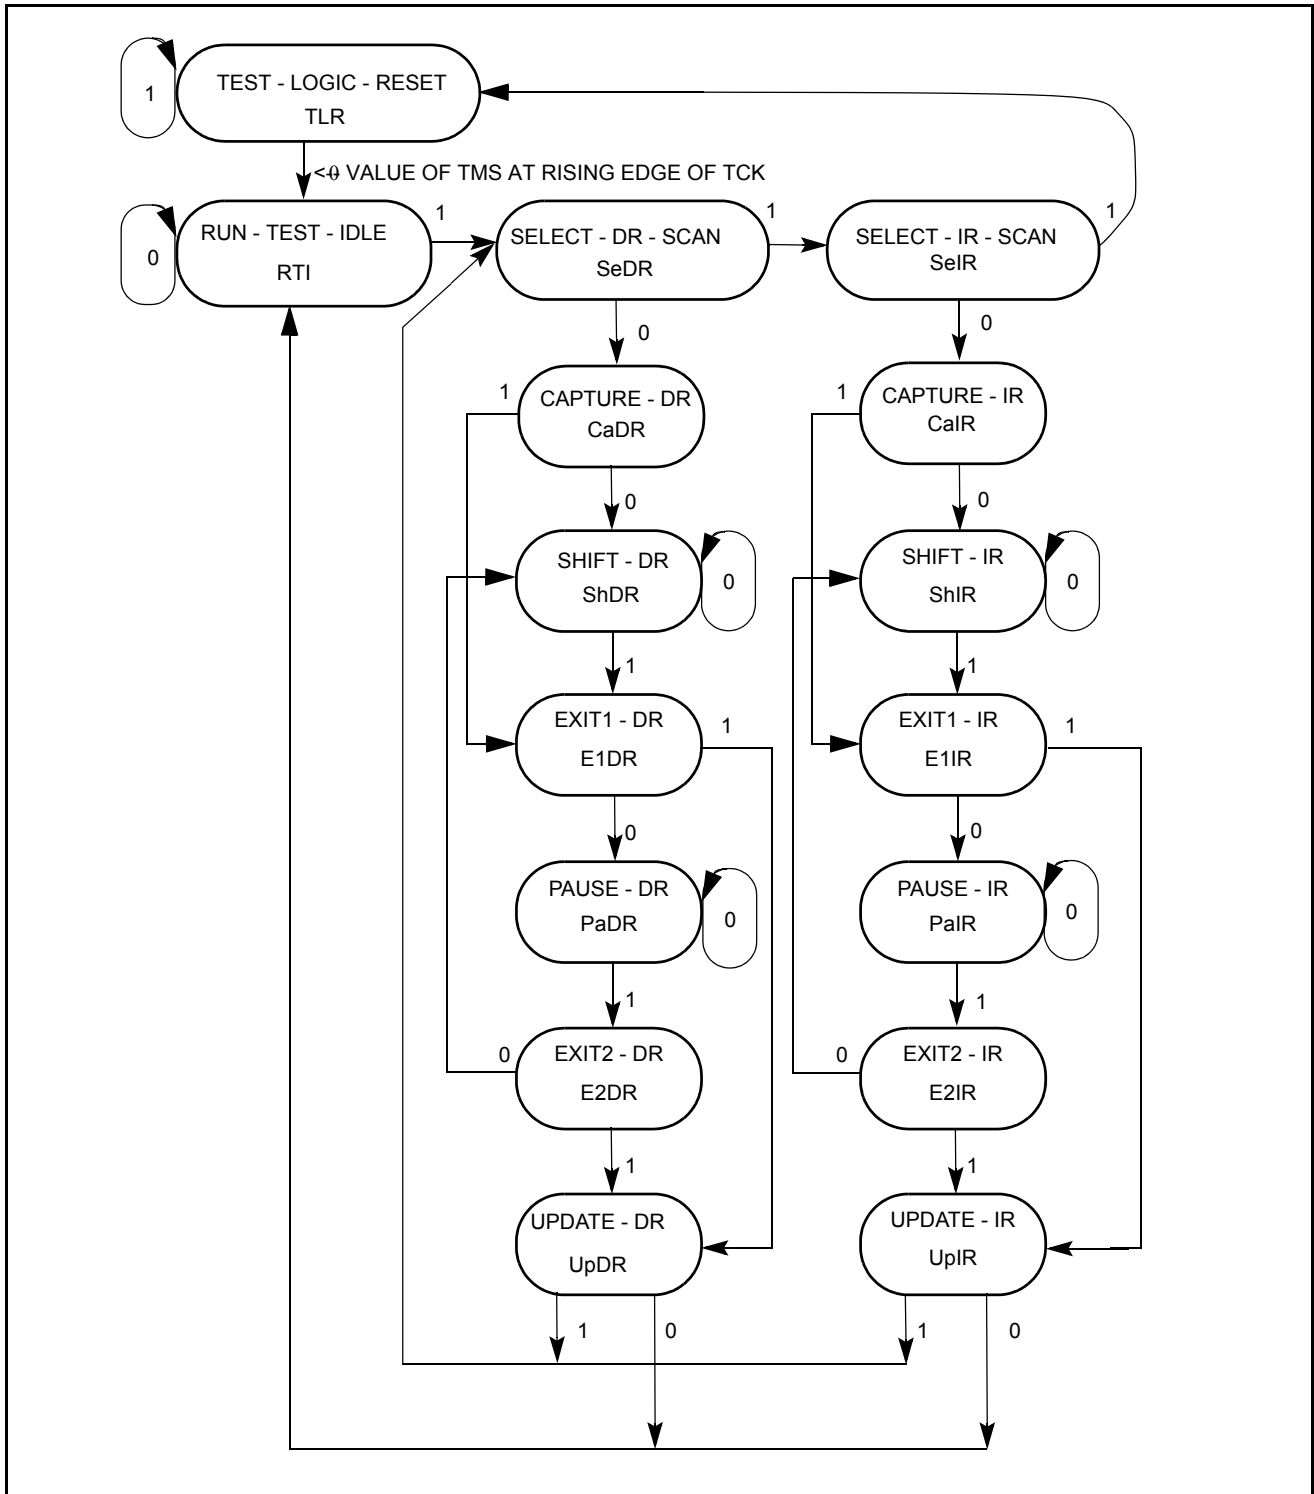 TEST - LOGIC - RESET
TLR
1
<0 VALUE OF TMS AT RISING EDGE OF TCK
RUN - TEST - IDLE
RTI
0
1
SELECT - DR - SCAN
SeDR
1
SELECT - IR - SCAN
SeIR
1
0
0
CAPTURE - DR
CaDR
1
CAPTURE - IR
CaIR
1
0
0
SHIFT - DR
ShDR
0
SHIFT - IR
ShIR
0
1
1
EXIT1 - DR
E1DR
1
EXIT1 - IR
E1IR
1
0
0
PAUSE - DR
PaDR
0
PAUSE - IR
PaIR
0
1
1
0
EXIT2 - DR
E2DR
0
EXIT2 - IR
E2IR
1
1
UPDATE - DR
UpDR
UPDATE - IR
UpIR
1
0
1
0